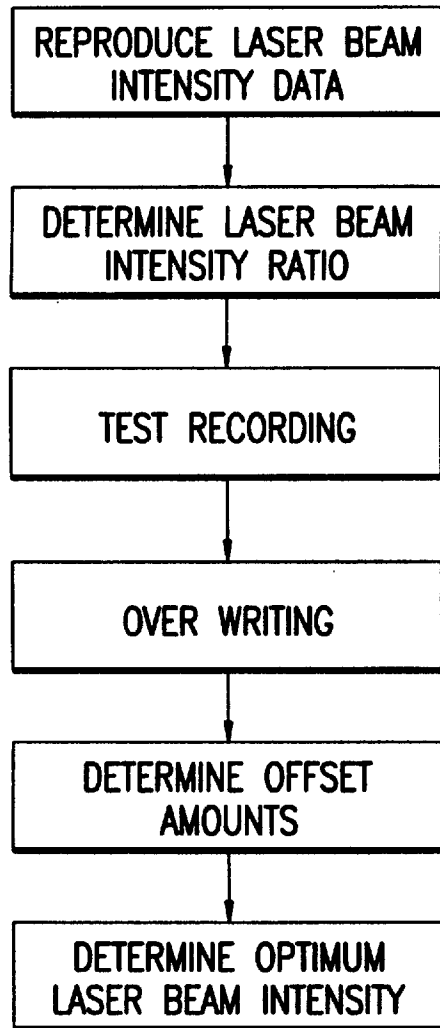 REPRODUCE LASER BEAM
INTENSITY DATA
DETERMINE LASER BEAM
INTENSITY RATIO
TEST RECORDING
OVER WRITING
DETERMINE OFFSET
AMOUNTS
DETERMINE OPTIMUM
LASER BEAM INTENSITY